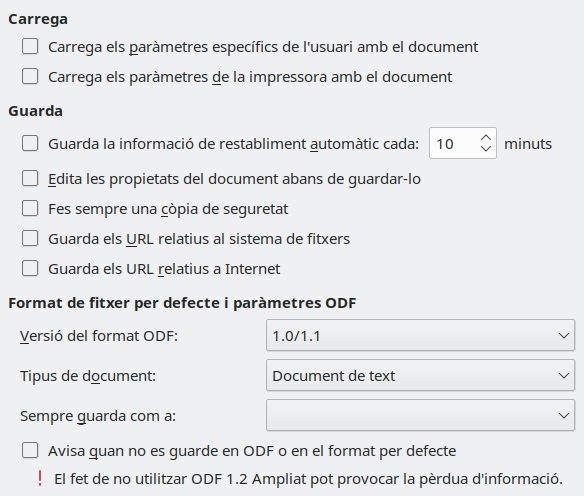 Carrega
Carrega els paràmetres específics de l'usuari amb el document
Carrega els paràmetres de la impressora amb el document
Guarda
Guarda la informació de restabliment automàtic cada: 10 minuts
Edita les propietats del document abans de guardar-lo
Fes sempre una còpia de seguretat
Guarda els URL relatius al sistema de fitxers
Guarda els URL relatius a Internet
Format de fitxer per defecte i paràmetres ODF
Versió del format ODF: 1.0/1.1
Tipus de document: Document de text
Sempre guarda com a:
Avisa quan no es guarde en ODF o en el format per defecte
! El fet de no utilitzar ODF 1.2 Ampliat pot provocar la pèrdua d'informació.